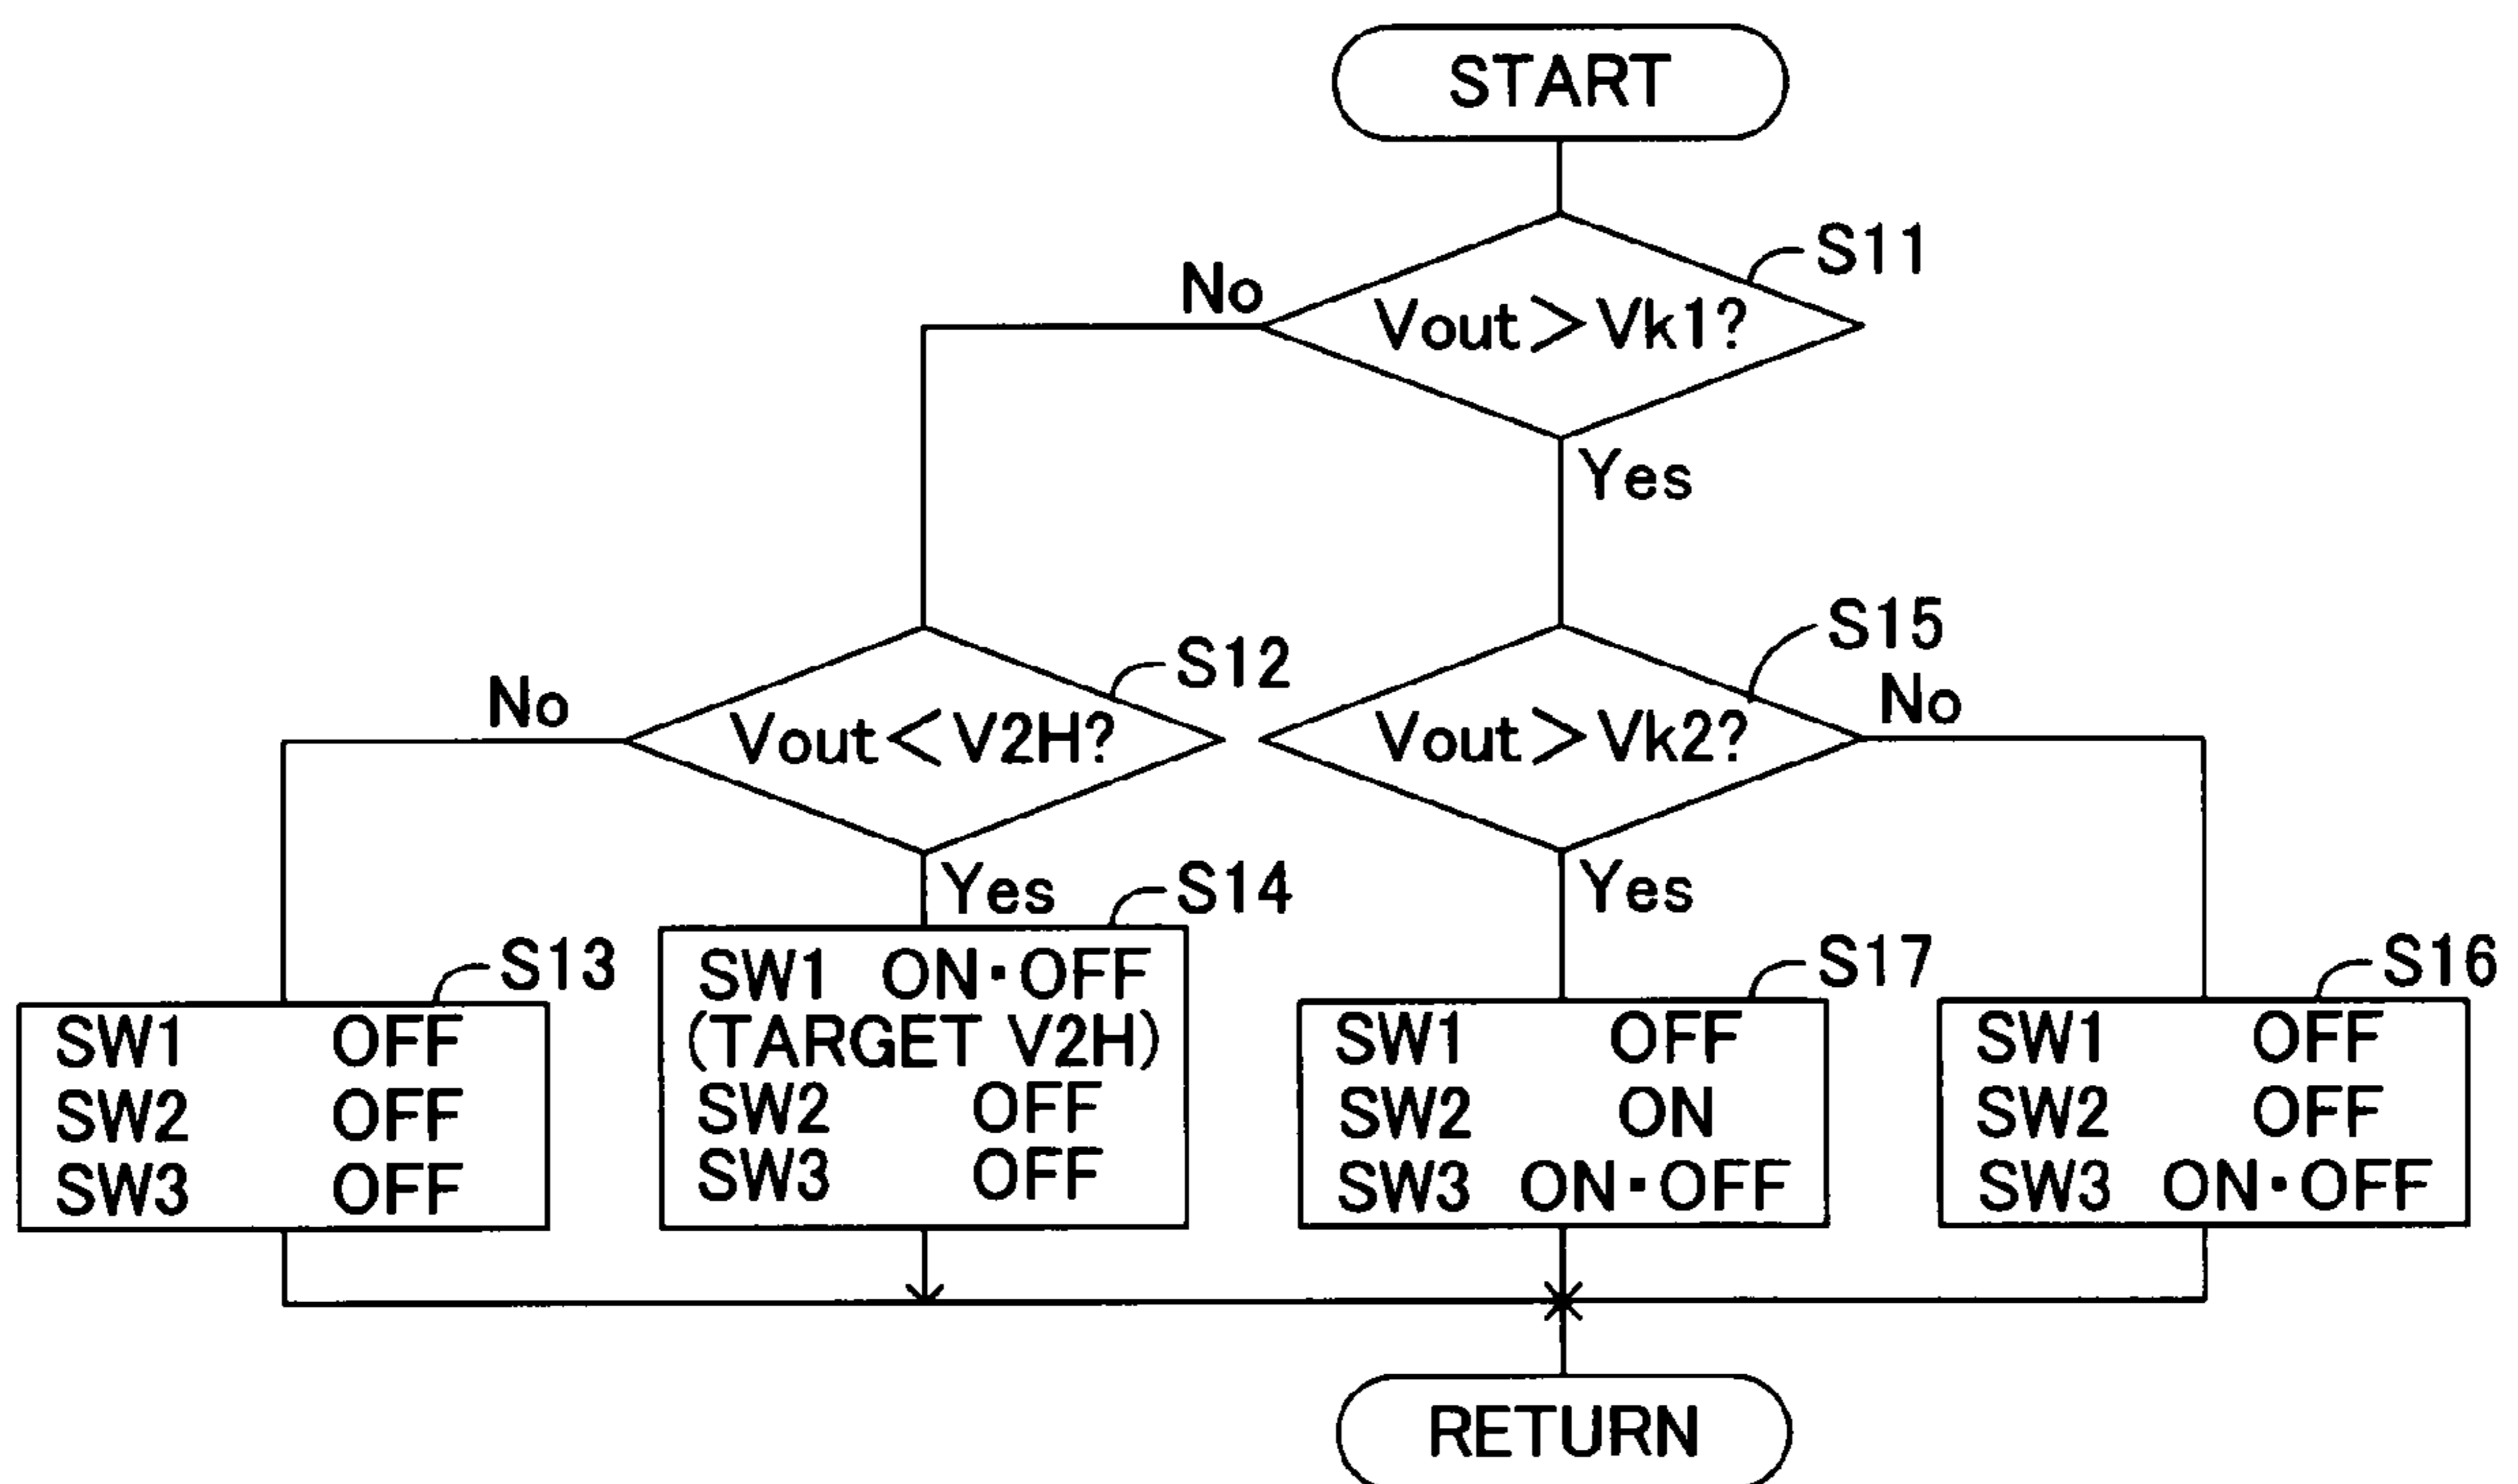 START
S11
No
Vout>Vk1?
Yes
S12
S15
No
Vout<V2H?
Vout>Vk2?
No
Yes
S14
Yes
S13
SW1 OFF
SW2 OFF
SW3 OFF
SW1 ON・OFF
(TARGET V2H)
SW2 OFF
SW3 OFF
S17
SW1 OFF
SW2 ON
SW3 ON・OFF
S16
SW1 OFF
SW2 OFF
SW3 ON・OFF
RETURN